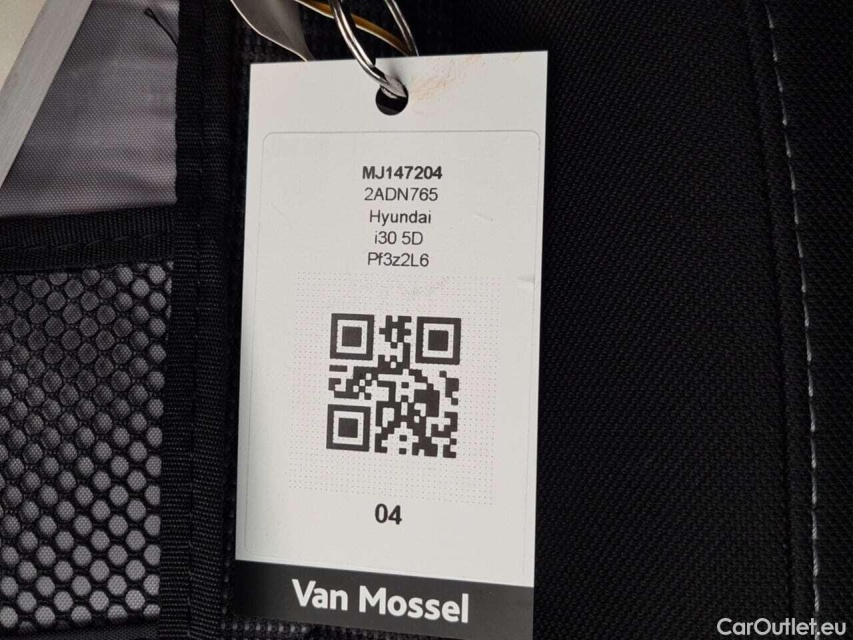 MJ147204
2ADN765
Hyundai
i30 5D
Pf3z2L6
04
Van Mossel
CarOutlet.eu